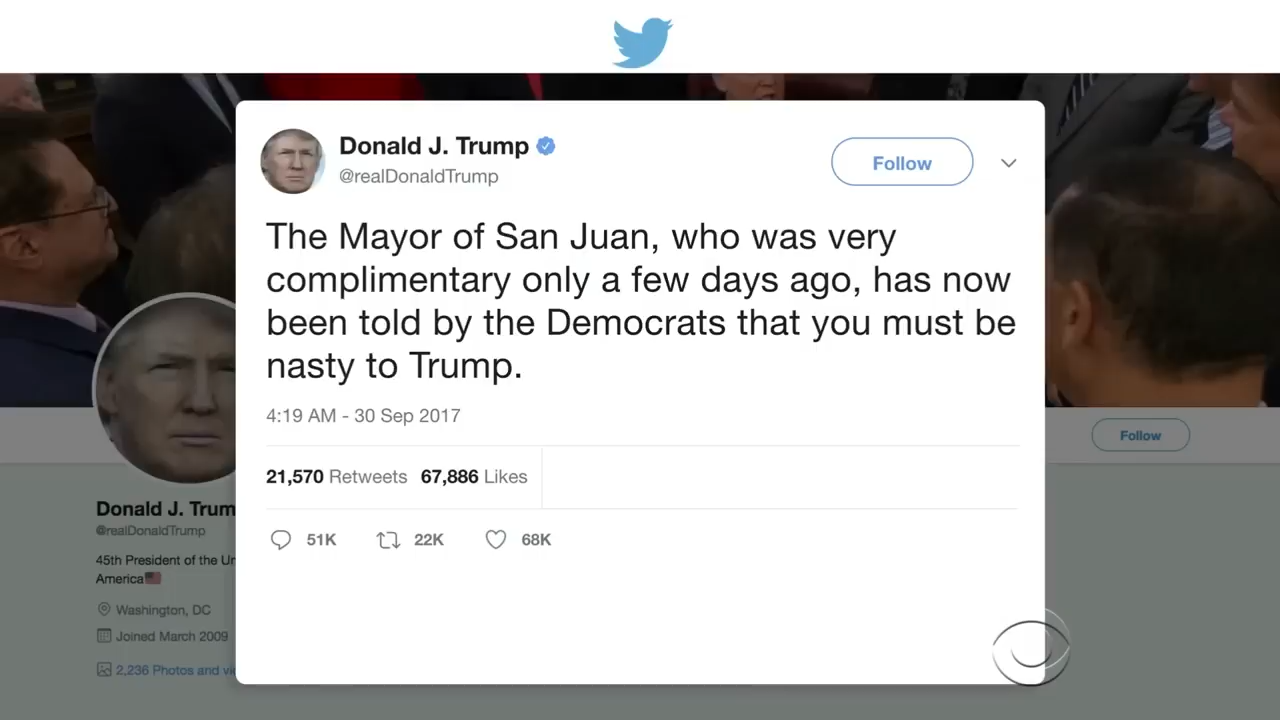 Donald J. Trump
@realDonaldTrump
Follow
The Mayor of San Juan, who was very
complimentary only a few days ago, has now
been told by the Democrats that you must be
nasty to Trump.
4:19 AM - 30 Sep 2017
21,570 Retweets 67,886 Likes
51K 22K 68K
Follow
Donald J. Trum
@realDonaldTrump
45th President of the Un
America
Washington, DC
Joined March 2009
2,236 Photos and